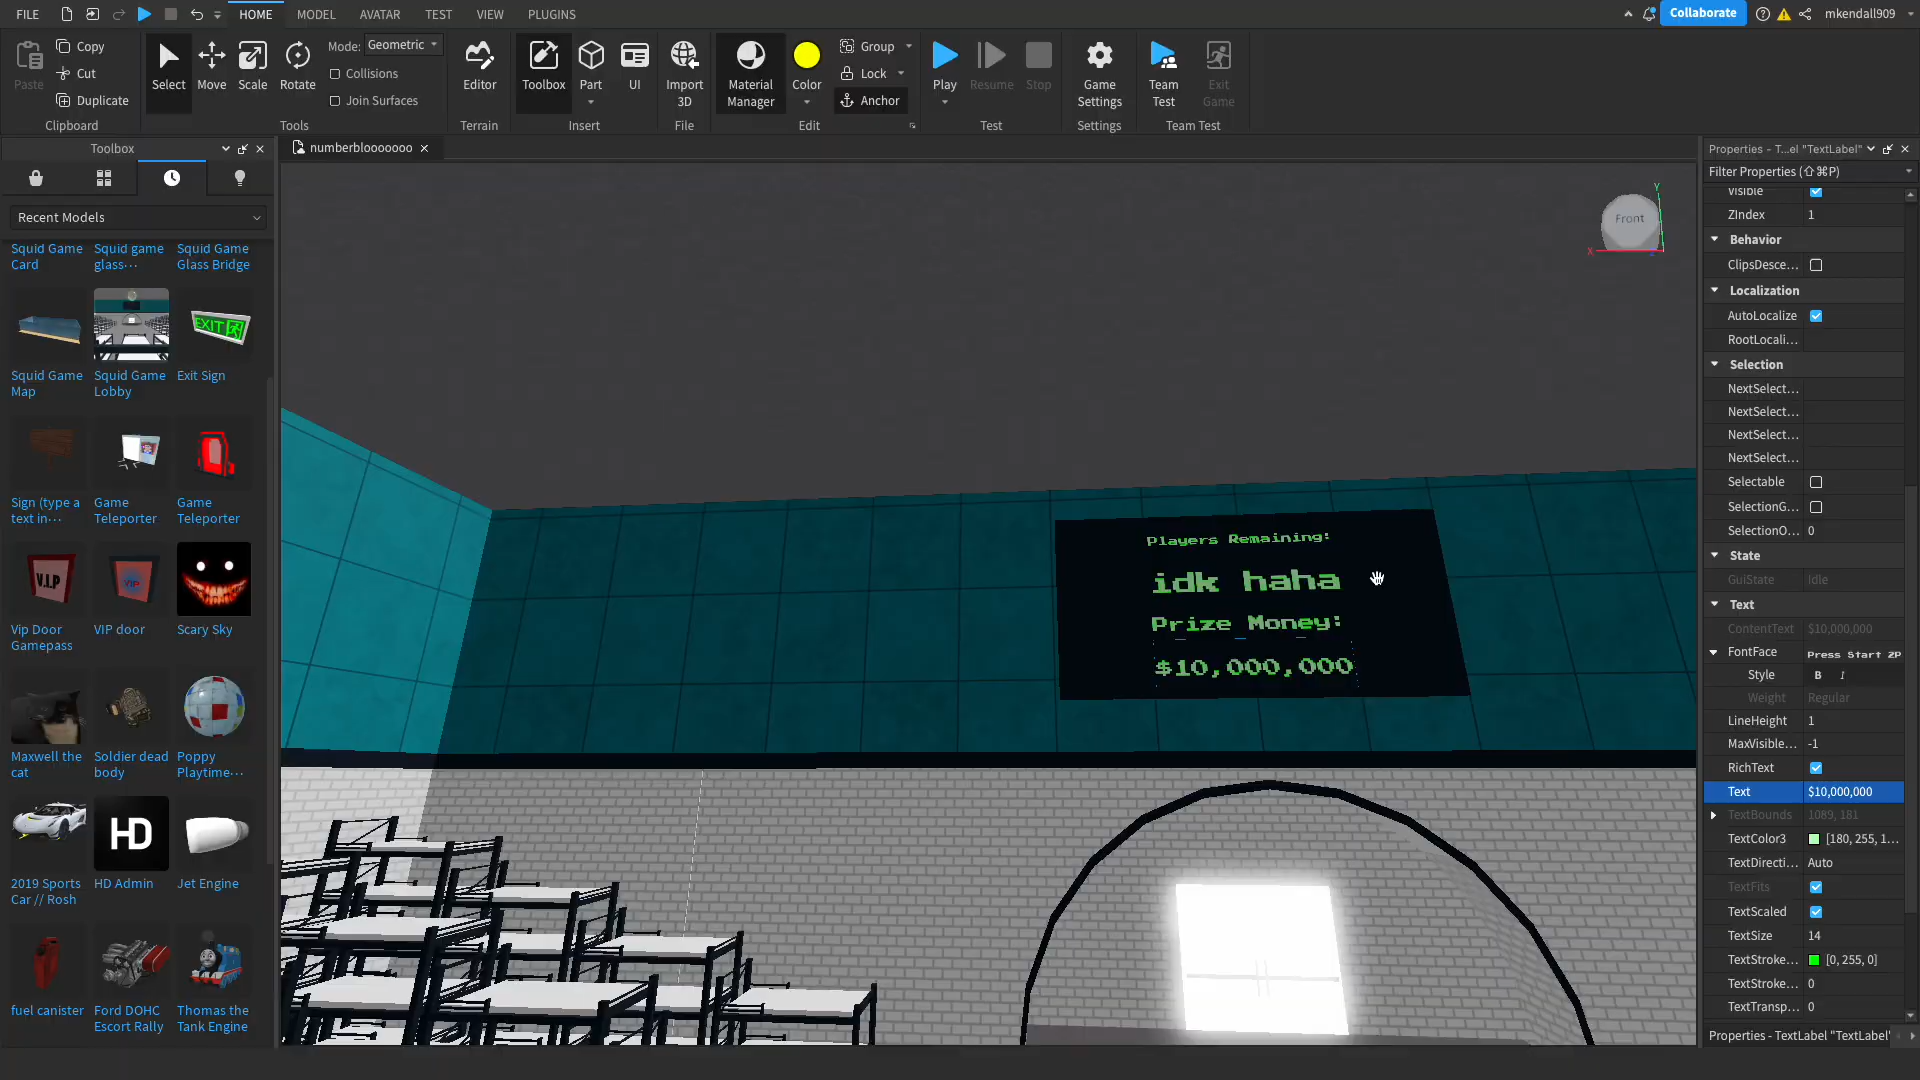 FILE
HOME
MODEL
AVATAR
TEST
VIEW
PLUGINS
Collaborate
mkendall909
Paste
Copy
Cut
Duplicate
Clipboard
Select
Move
Scale
Rotate
Mode: Geometric
Collisions
Join Surfaces
Tools
Editor
Terrain
Toolbox
Part
UI
Insert
Import 3D
File
Material Manager
Color
Group
Lock
Anchor
Edit
Play
Resume
Stop
Test
Game Settings
Settings
Team Test
Exit Game
Team Test
Toolbox
numberblooooooo
Recent Models
Squid Game Card
Squid game glass...
Squid Game Glass Bridge
EXIT
Squid Game Map
Squid Game Lobby
Exit Sign
Sign (type a text in...
Game Teleporter
Game Teleporter
V.I.P
VIP
Vip Door Gamepass
VIP door
Scary Sky
Maxwell the cat
Soldier dead body
Poppy Playtime...
HD
2019 Sports Car // Rosh
HD Admin
Jet Engine
fuel canister
Ford DOHC Escort Rally
Thomas the Tank Engine
Y
Front
X
Players Remaining:
idk haha
Prize Money:
$10,000,000
Properties - T...el "TextLabel"
Filter Properties (⇧⌘P)
Visible
ZIndex 1
Behavior
ClipsDesce...
Localization
AutoLocalize
RootLocali...
Selection
NextSelect...
NextSelect...
NextSelect...
NextSelect...
Selectable
SelectionG...
SelectionO... 0
State
GuiState Idle
Text
ContentText $10,000,000
FontFace Press Start 2P
Style B I
Weight Regular
LineHeight 1
MaxVisible... -1
RichText
Text $10,000,000
TextBounds 1089, 181
TextColor3 [180, 255, 1...
TextDirecti... Auto
TextFits
TextScaled
TextSize 14
TextStroke... [0, 255, 0]
TextStroke... 0
TextTransp... 0
Properties - TextLabel "TextLabel"